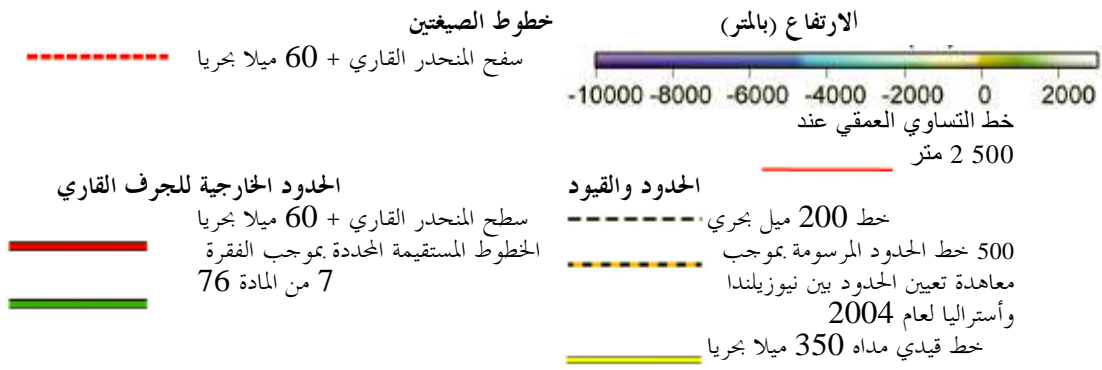 الارتفاع (بالمتر)
-10000 -8000 -6000 -4000 -2000 0 2000
خط التساوي العمقي عند
2 500 متر
الحدود والقيود
خط 200 ميل بحري
500 خط الحدود المرسومة بموجب
معاهدة تعيين الحدود بين نيوزيلندا
وأستراليا لعام 2004
خط قيدي مداه 350 ميلا بحريا
خطوط الصيغتين
سفح المنحدر القاري + 60 ميلا بحريا
الحدود الخارجية للجرف القاري
سطح المنحدر القاري + 60 ميلا بحريا
الخطوط المستقيمة المحددة بموجب الفقرة
7 من المادة 76